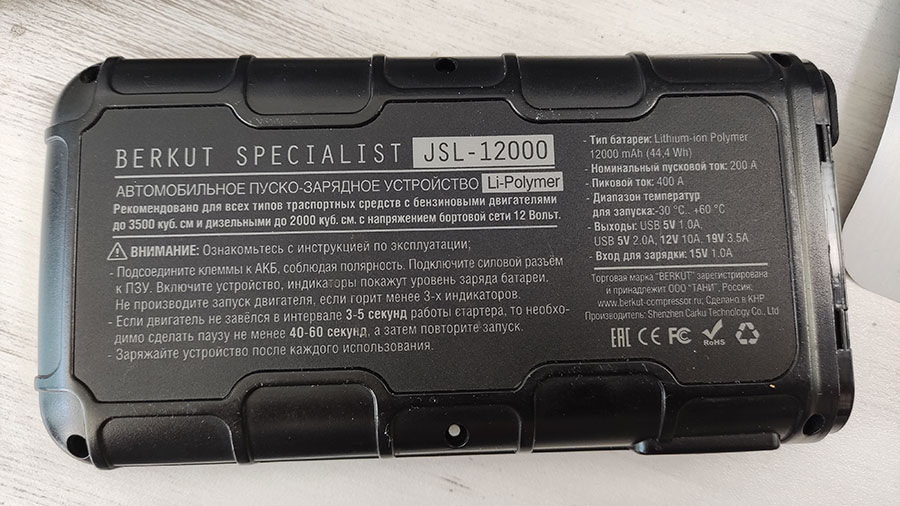 BERKUT SPECIALIST JSL-12000
АВТОМОБИЛЬНОЕ ПУСКО-ЗАРЯДНОЕ УСТРОЙСТВО Li-Polymer
Рекомендовано для всех типов траспортных средств с бензиновыми двигателями
до 3500 куб. см и дизельными до 2000 куб. см. с напряжением бортовой сети 12 Вольт.
ВНИМАНИЕ: Ознакомьтесь с инструкцией по эксплуатации;
- Подсоедините клеммы к АКБ, соблюдая полярность. Подключите силовой разъём
к ПЗУ. Включите устройство, индикаторы покажут уровень заряда батареи.
Не производите запуск двигателя, если горит менее 3-х индикаторов.
- Если двигатель не завёлся в интервале 3-5 секунд работы стартера, то необхо-
димо сделать паузу не менее 40-60 секунд, а затем повторите запуск.
- Заряжайте устройство после каждого использования.
- Тип батареи: Lithium-ion Polymer
12000 mAh (44,4 Wh)
- Номинальный пусковой ток: 200 А
- Пиковой ток: 400 А
- Диапазон температур
для запуска:-30 °C.. +60 °C
- Выходы: USB 5V 1.0A,
USB 5V 2.0A, 12V 10A, 19V 3.5A
- Вход для зарядки: 15V 1.0A
Торговая марка "BERKUT" зарегистрирована
и принадлежит ООО "ТАНИ", Россия;
www.berkut-compressor.ru; Сделано в КНР
Производитель: Shenzhen Carku Technology Co., Ltd
EAC CE FC RoHS